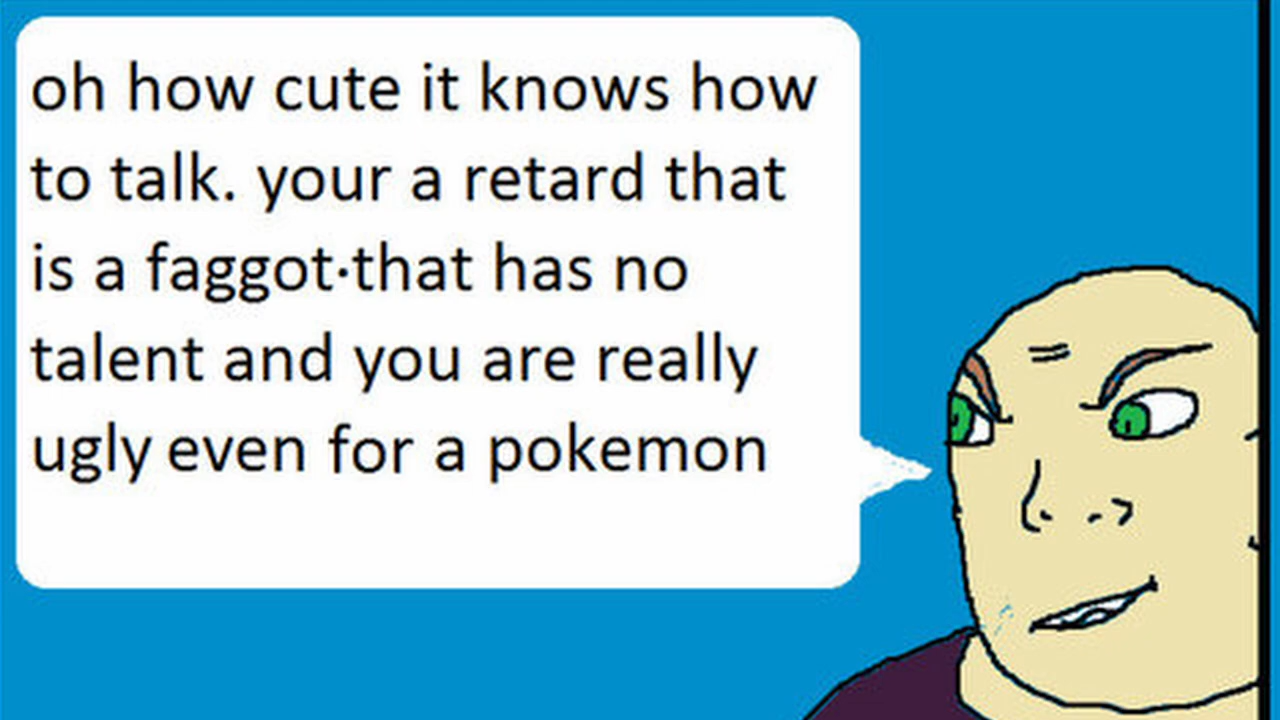 oh how cute it knows how
to talk. your a retard that
is a faggot·that has no
talent and you are really
ugly even for a pokemon